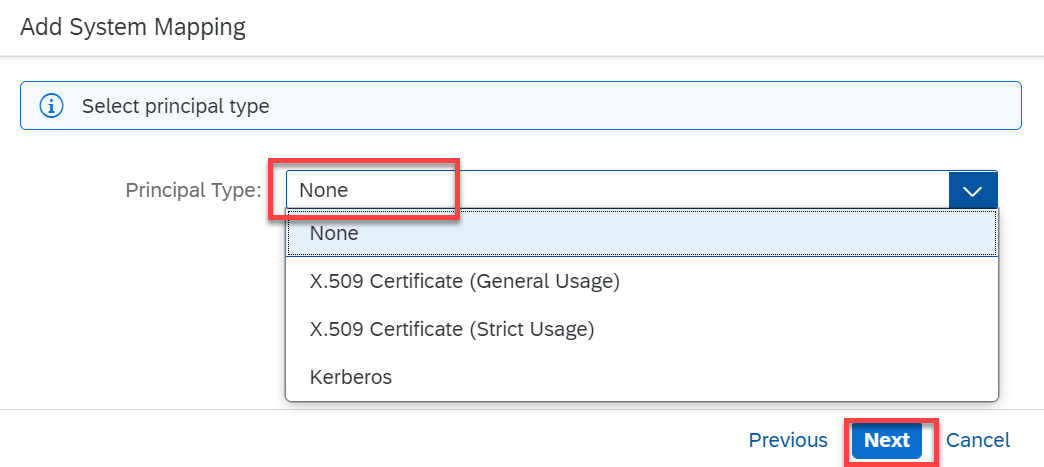 Add System Mapping
Select principal type
Principal Type: None
None
X.509 Certificate (General Usage)
X.509 Certificate (Strict Usage)
Kerberos
Previous Next Cancel